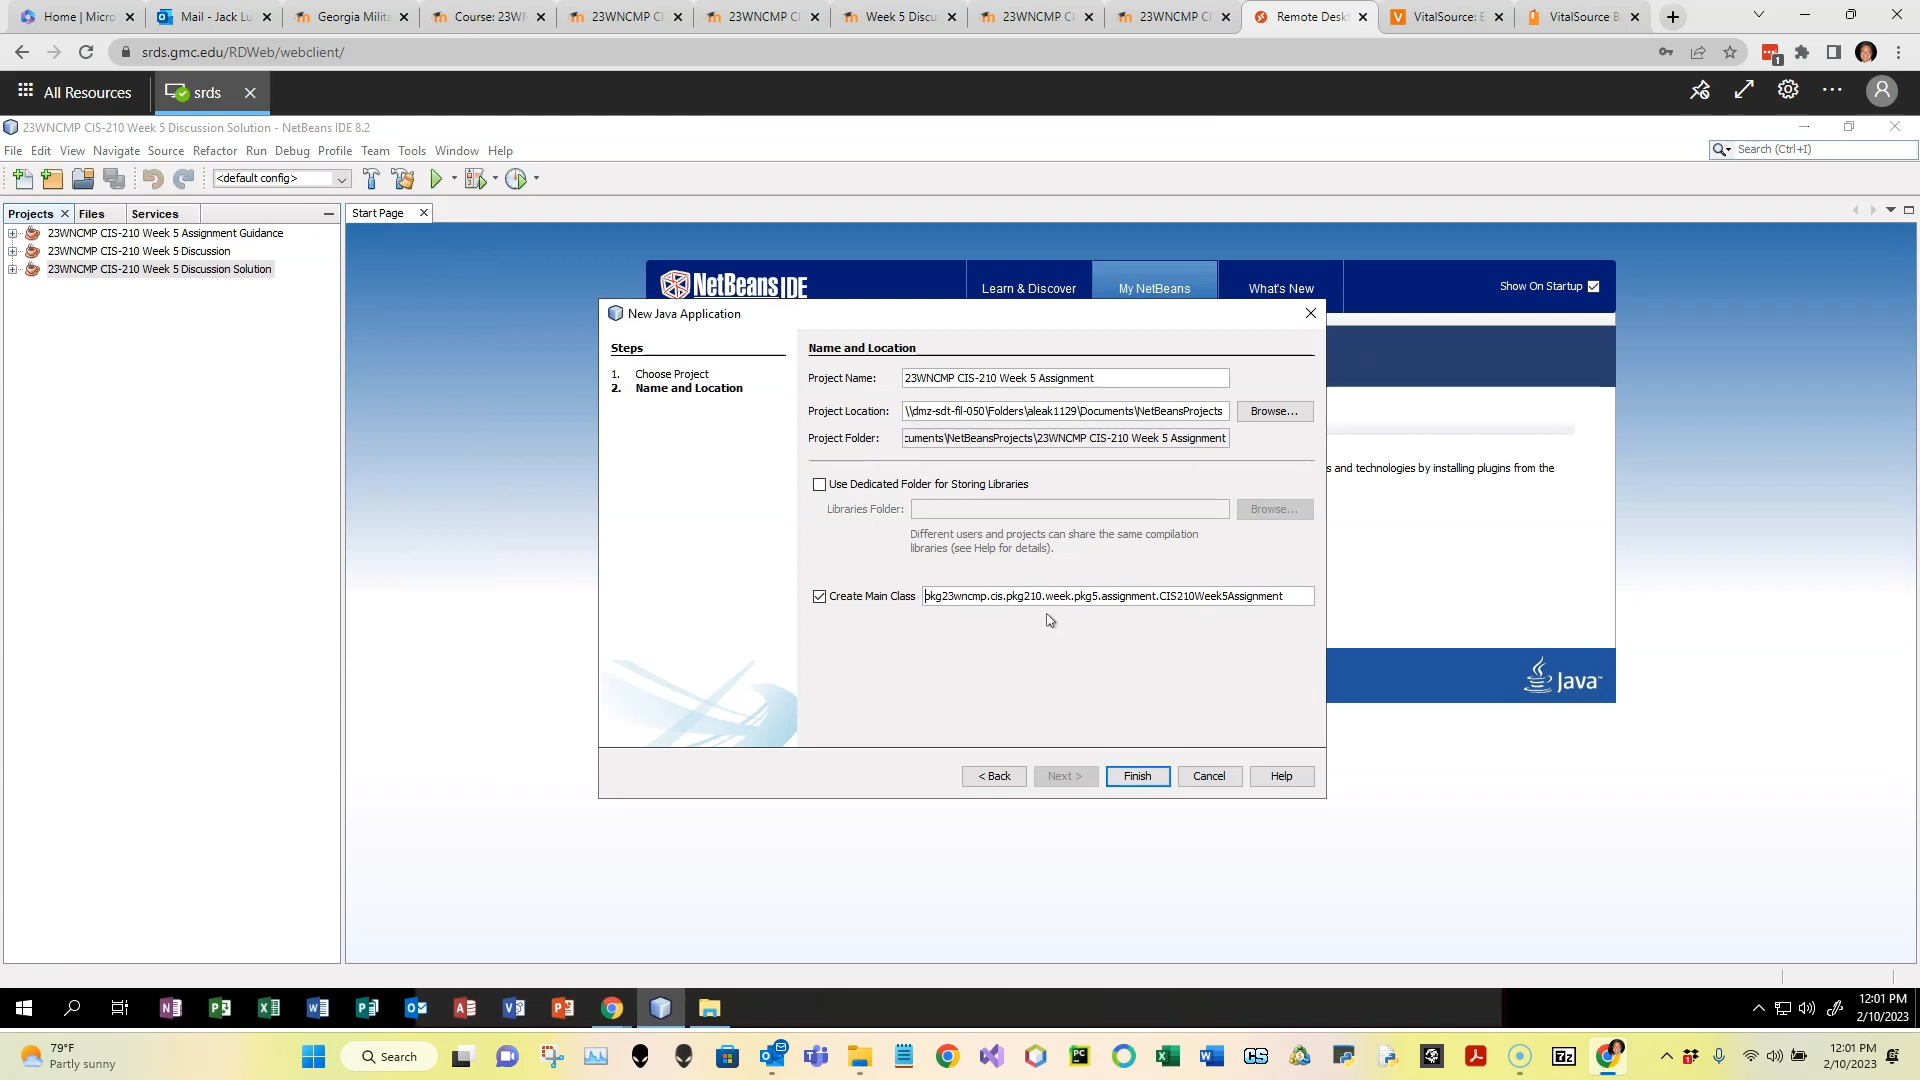 Home | Micro
Mail - Jack Lu
Georgia Milit
Course: 23W
23WNCMP C
23WNCMP C
Week 5 Discu
23WNCMP C
23WNCMP C
Remote Desk
VitalSource: E
VitalSource B
srds.gmc.edu/RDWeb/webclient/
1
All Resources
srds
23WNCMP CIS-210 Week 5 Discussion Solution - NetBeans IDE 8.2
File Edit View Navigate Source Refactor Run Debug Profile Team Tools Window Help
Search (Ctrl+I)
<default config>
Projects Files Services
Start Page
23WNCMP CIS-210 Week 5 Assignment Guidance
23WNCMP CIS-210 Week 5 Discussion
23WNCMP CIS-210 Week 5 Discussion Solution
NetBeans IDE
Learn & Discover
My NetBeans
What's New
Show On Startup
New Java Application
Steps
1. Choose Project
2. Name and Location
Name and Location
Project Name: 23WNCMP CIS-210 Week 5 Assignment
Project Location: \\dmz-sdt-fil-050\Folders\aleak1129\Documents\NetBeansProjects Browse...
Project Folder: cuments\NetBeansProjects\23WNCMP CIS-210 Week 5 Assignment
s and technologies by installing plugins from the
Use Dedicated Folder for Storing Libraries
Libraries Folder: Browse...
Different users and projects can share the same compilation
libraries (see Help for details).
Create Main Class pkg23wncmp.cis.pkg210.week.pkg5.assignment.CIS210Week5Assignment
Java
< Back Next > Finish Cancel Help
12:01 PM
2/10/2023
79°F
Partly sunny
Search
12:01 PM
2/10/2023